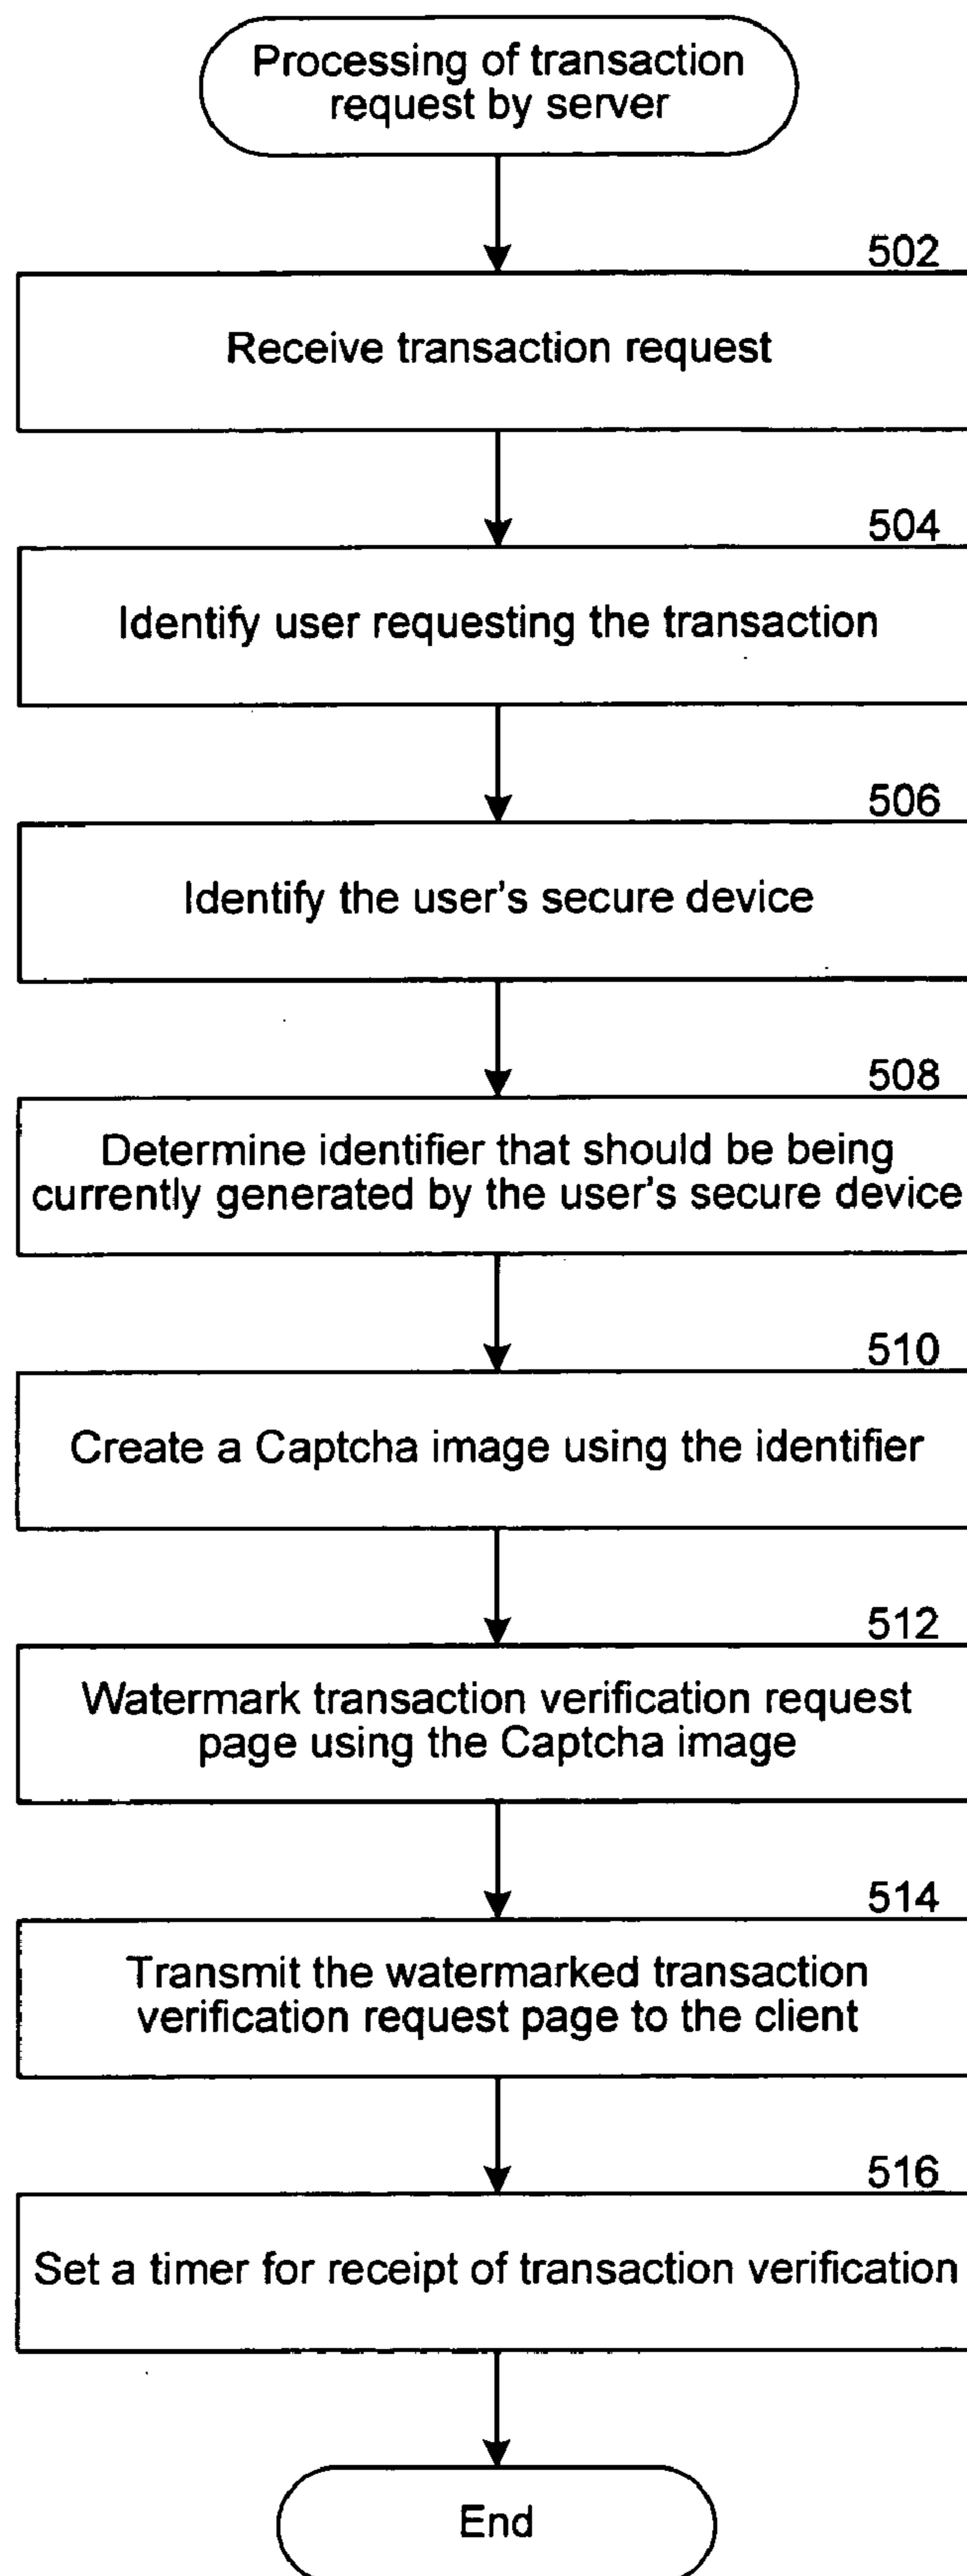 Processing of transaction
request by server
502
Receive transaction request
504
Identify user requesting the transaction
506
Identify the user's secure device
508
Determine identifier that should be being
currently generated by the user's secure device
510
Create a Captcha image using the identifier
512
Watermark transaction verification request
page using the Captcha image
514
Transmit the watermarked transaction
verification request page to the client
516
Set a timer for receipt of transaction verification
End